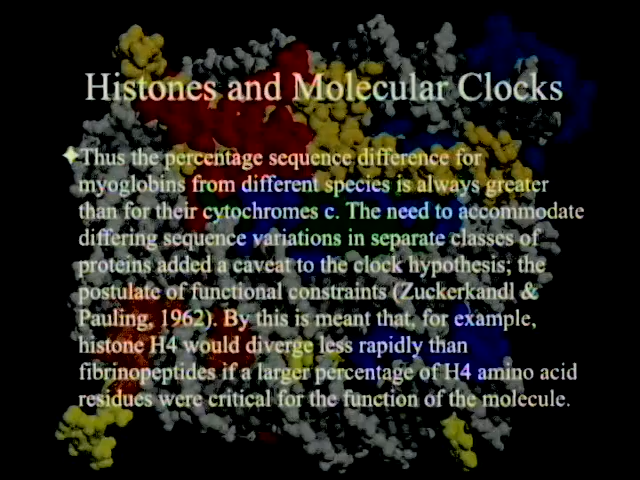 Histones and Molecular Clocks
Thus the percentage sequence difference for
myoglobins from different species is always greater
than for their cytochromes c. The need to accommodate
differing sequence variations in separate classes of
proteins added a caveat to the clock hypothesis; the
postulate of functional constraints (Zuckerkandl &
Pauling, 1962). By this is meant that, for example,
histone H4 would diverge less rapidly than
fibrinopeptides if a larger percentage of H4 amino acid
residues were critical for the function of the molecule.